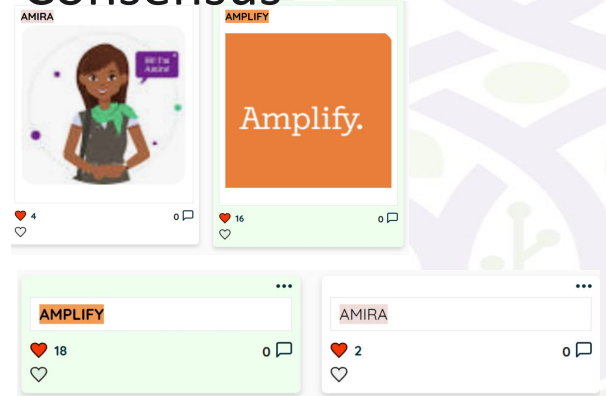 Consensus
AMIRA
Hi! I'm
Amira!
4
0
AMPLIFY
Amplify.
16
0
AMPLIFY
18
0
AMIRA
2
0